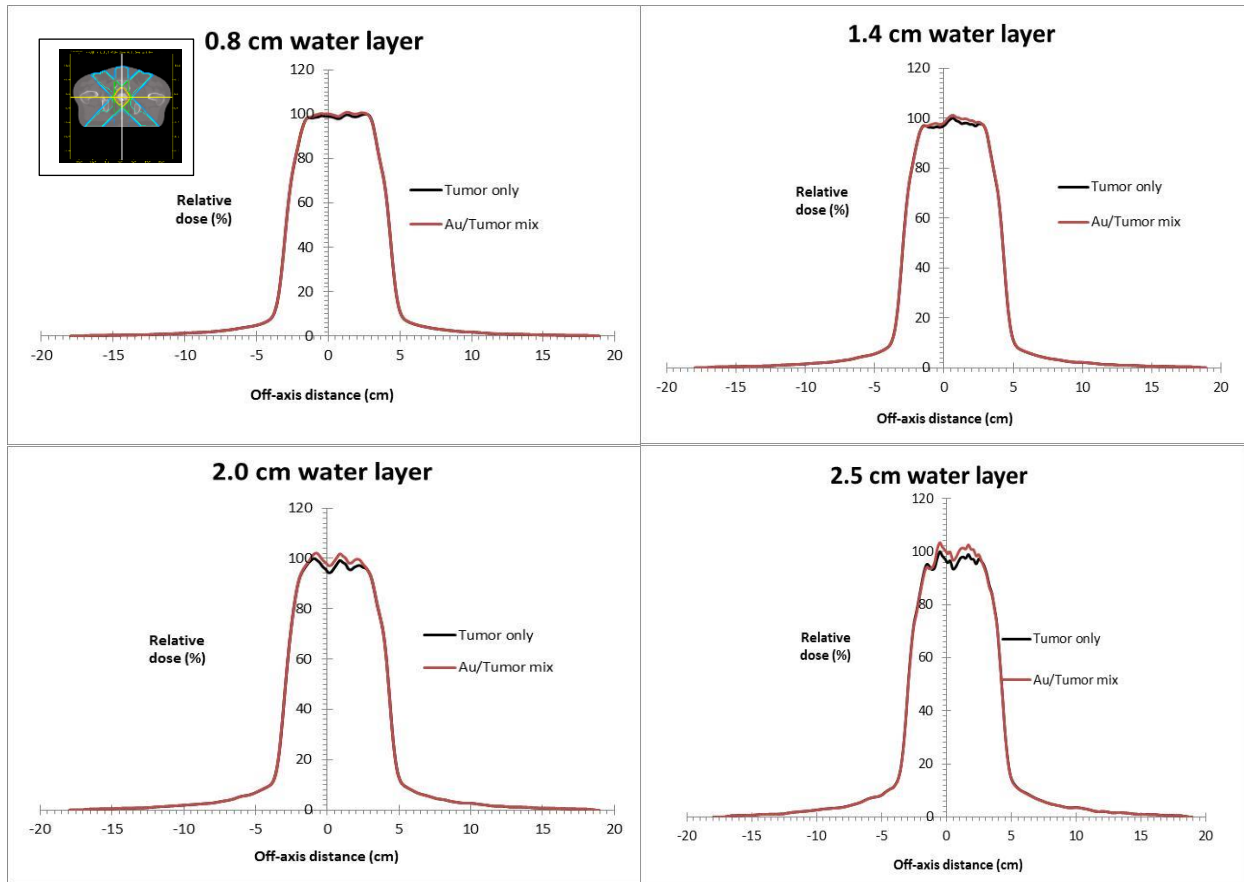 0.8 cm water layer
120
100
80
60
40
20
0
-20
-15
-10
-5
0
5
10
15
20
Relative
dose (%)
Tumor only
Au/Tumor mix
Off-axis distance (cm)
1.4 cm water layer
120
100
80
60
40
20
0
-20
-15
-10
-5
0
5
10
15
20
Relative
dose (%)
Tumor only
Au/Tumor mix
Off-axis distance (cm)
2.0 cm water layer
120
100
80
60
40
20
0
-20
-15
-10
-5
0
5
10
15
20
Relative
dose (%)
Tumor only
Au/Tumor mix
Off-axis distance (cm)
2.5 cm water layer
120
100
80
60
40
20
0
-20
-15
-10
-5
0
5
10
15
20
Relative
dose (%)
Tumor only
Au/Tumor mix
Off-axis distance (cm)